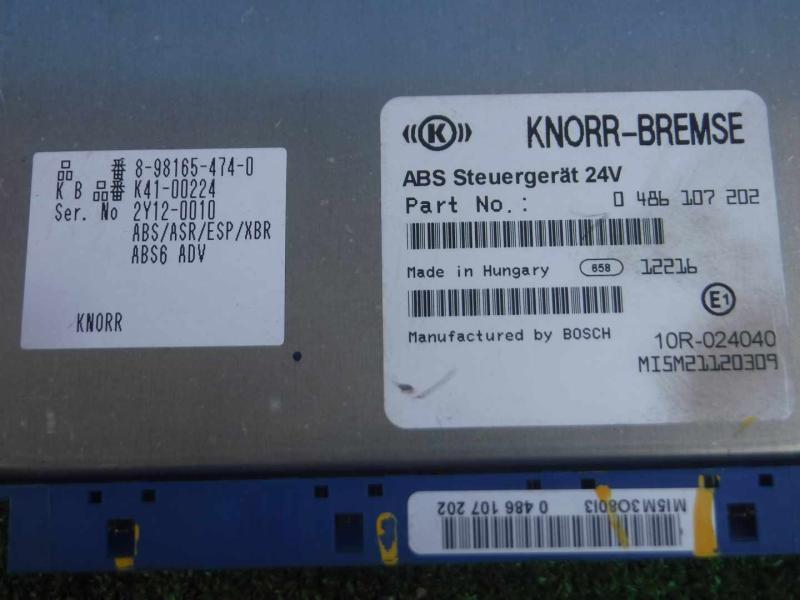 品 番 8-98165-474-0
K B 品番 K41-00224
Ser. No 2Y12-0010
ABS/ASR/ESP/XBR
ABS6 ADV
KNORR
K KNORR-BREMSE
ABS Steuergerät 24V
Part No.: 0 486 107 202
Made in Hungary 658 12216
E1
Manufactured by BOSCH 10R-024040
MI5M21120309
0 486 107 202 MI5M308013